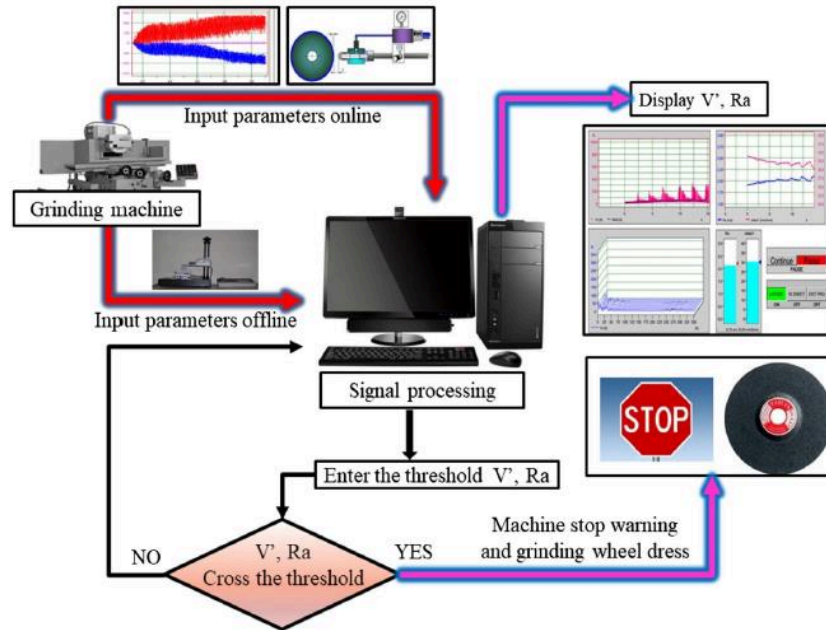 Input parameters online
Display V', Ra
Grinding machine
Input parameters offline
Continue
PAUSE
Signal processing
STOP
Enter the threshold V', Ra
NO
V', Ra
Cross the threshold
YES
Machine stop warning
and grinding wheel dress